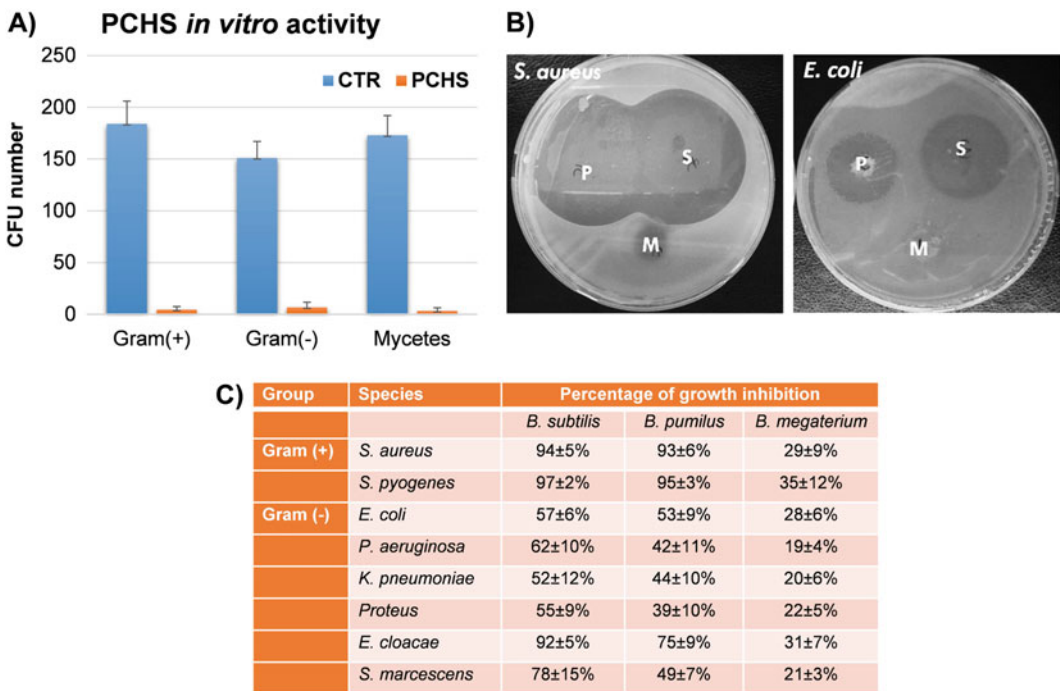 A) PCHS in vitro activity
250
200
150
100
50
0
CFU number
CTR PCHS
Gram(+) Gram(-) Mycetes
B)
S. aureus
P
S
M
E. coli
P
S
M
C)
Group Species Percentage of growth inhibition
B. subtilis B. pumilus B. megaterium
Gram (+) S. aureus 94±5% 93±6% 29±9%
S. pyogenes 97±2% 95±3% 35±12%
Gram (-) E. coli 57±6% 53±9% 28±6%
P. aeruginosa 62±10% 42±11% 19±4%
K. pneumoniae 52±12% 44±10% 20±6%
Proteus 55±9% 39±10% 22±5%
E. cloacae 92±5% 75±9% 31±7%
S. marcescens 78±15% 49±7% 21±3%